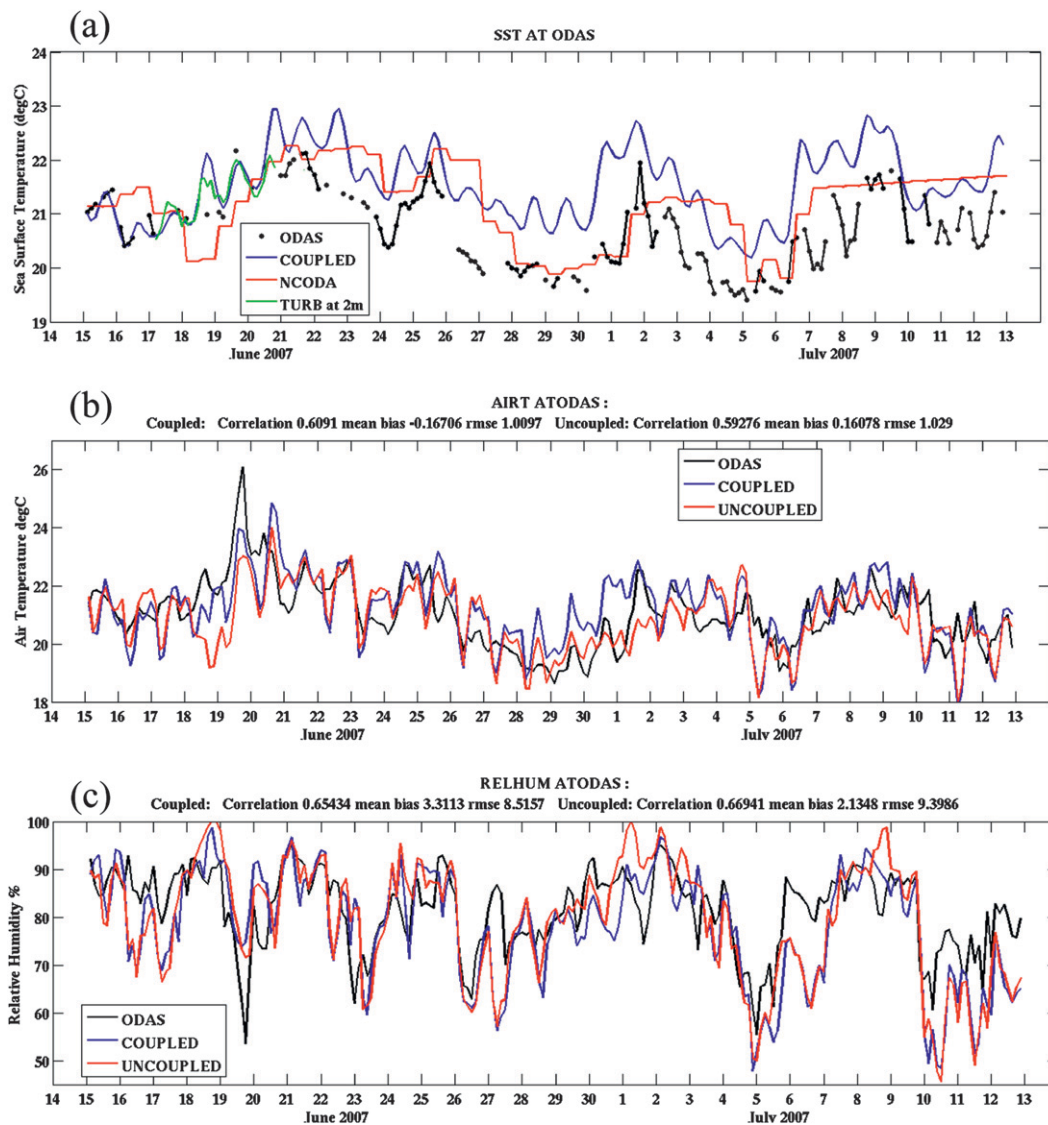 (a)
SST AT ODAS
Sea Surface Temperature (degC)
24
23
22
21
20
19
ODAS
COUPLED
NCODA
TURB at 2m
14 15 16 17 18 19 20 21 22 23 24 25 26 27 28 29 30 1 2 3 4 5 6 7 8 9 10 11 12 13
June 2007 July 2007
(b)
AIRT ATODAS :
Coupled: Correlation 0.6091 mean bias -0.16706 rmse 1.0097 Uncoupled: Correlation 0.59276 mean bias 0.16078 rmse 1.029
Air Temperature degC
26
24
22
20
18
ODAS
COUPLED
UNCOUPLED
14 15 16 17 18 19 20 21 22 23 24 25 26 27 28 29 30 1 2 3 4 5 6 7 8 9 10 11 12 13
June 2007 July 2007
(c)
RELHUM ATODAS :
Coupled: Correlation 0.65434 mean bias 3.3113 rmse 8.5157 Uncoupled: Correlation 0.66941 mean bias 2.1348 rmse 9.3986
Relative Humidity %
100
90
80
70
60
50
ODAS
COUPLED
UNCOUPLED
14 15 16 17 18 19 20 21 22 23 24 25 26 27 28 29 30 1 2 3 4 5 6 7 8 9 10 11 12 13
June 2007 July 2007